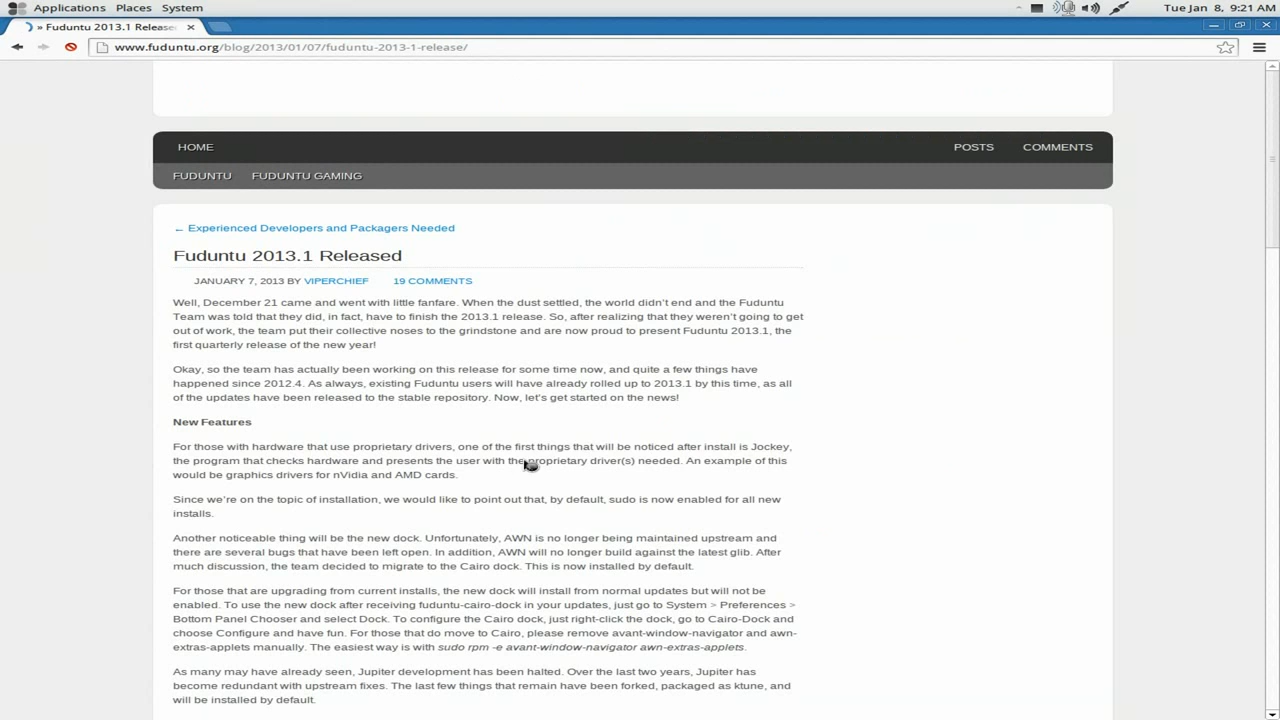 Applications Places System
Tue Jan 8, 9:21 AM
» Fuduntu 2013.1 Release
www.fuduntu.org/blog/2013/01/07/fuduntu-2013-1-release/
HOME POSTS COMMENTS
FUDUNTU FUDUNTU GAMING
← Experienced Developers and Packagers Needed
Fuduntu 2013.1 Released
JANUARY 7, 2013 BY VIPERCHIEF 19 COMMENTS
Well, December 21 came and went with little fanfare. When the dust settled, the world didn't end and the Fuduntu
Team was told that they did, in fact, have to finish the 2013.1 release. So, after realizing that they weren't going to get
out of work, the team put their collective noses to the grindstone and are now proud to present Fuduntu 2013.1, the
first quarterly release of the new year!
Okay, so the team has actually been working on this release for some time now, and quite a few things have
happened since 2012.4. As always, existing Fuduntu users will have already rolled up to 2013.1 by this time, as all
of the updates have been released to the stable repository. Now, let's get started on the news!
New Features
For those with hardware that use proprietary drivers, one of the first things that will be noticed after install is Jockey,
the program that checks hardware and presents the user with the proprietary driver(s) needed. An example of this
would be graphics drivers for nVidia and AMD cards.
Since we're on the topic of installation, we would like to point out that, by default, sudo is now enabled for all new
installs.
Another noticeable thing will be the new dock. Unfortunately, AWN is no longer being maintained upstream and
there are several bugs that have been left open. In addition, AWN will no longer build against the latest glib. After
much discussion, the team decided to migrate to the Cairo dock. This is now installed by default.
For those that are upgrading from current installs, the new dock will install from normal updates but will not be
enabled. To use the new dock after receiving fuduntu-cairo-dock in your updates, just go to System > Preferences >
Bottom Panel Chooser and select Dock. To configure the Cairo dock, just right-click the dock, go to Cairo-Dock and
choose Configure and have fun. For those that do move to Cairo, please remove avant-window-navigator and awn-
extras-applets manually. The easiest way is with sudo rpm -e avant-window-navigator awn-extras-applets.
As many may have already seen, Jupiter development has been halted. Over the last two years, Jupiter has
become redundant with upstream fixes. The last few things that remain have been forked, packaged as ktune, and
will be installed by default.